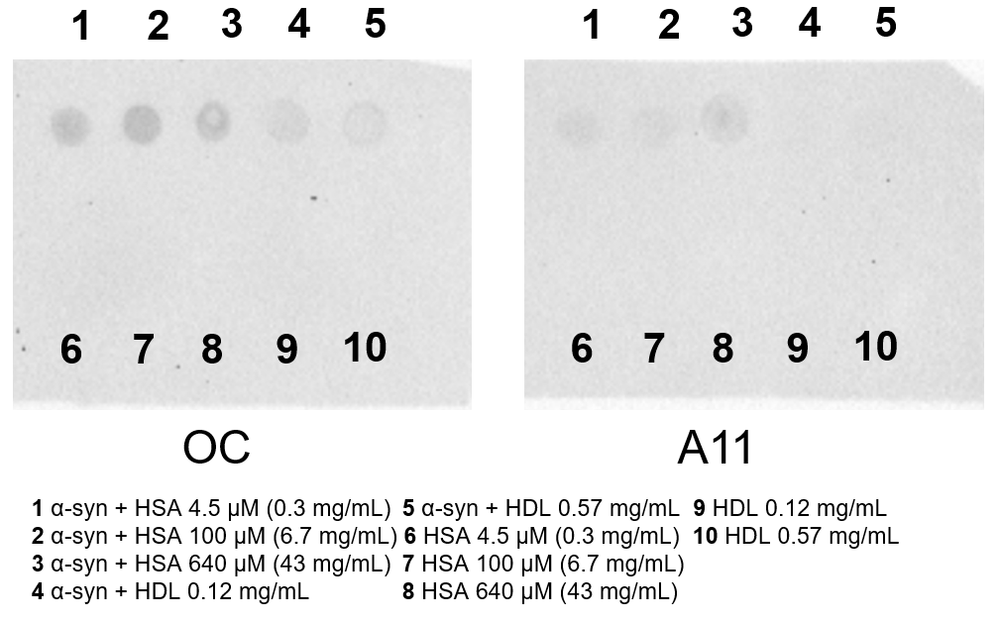 1 2 3 4 5
1 2 3 4 5
6 7 8 9 10
6 7 8 9 10
OC
A11
1 α-syn + HSA 4.5 µM (0.3 mg/mL)
2 α-syn + HSA 100 µM (6.7 mg/mL)
3 α-syn + HSA 640 µM (43 mg/mL)
4 α-syn + HDL 0.12 mg/mL
5 α-syn + HDL 0.57 mg/mL
6 HSA 4.5 µM (0.3 mg/mL)
7 HSA 100 µM (6.7 mg/mL)
8 HSA 640 µM (43 mg/mL)
9 HDL 0.12 mg/mL
10 HDL 0.57 mg/mL